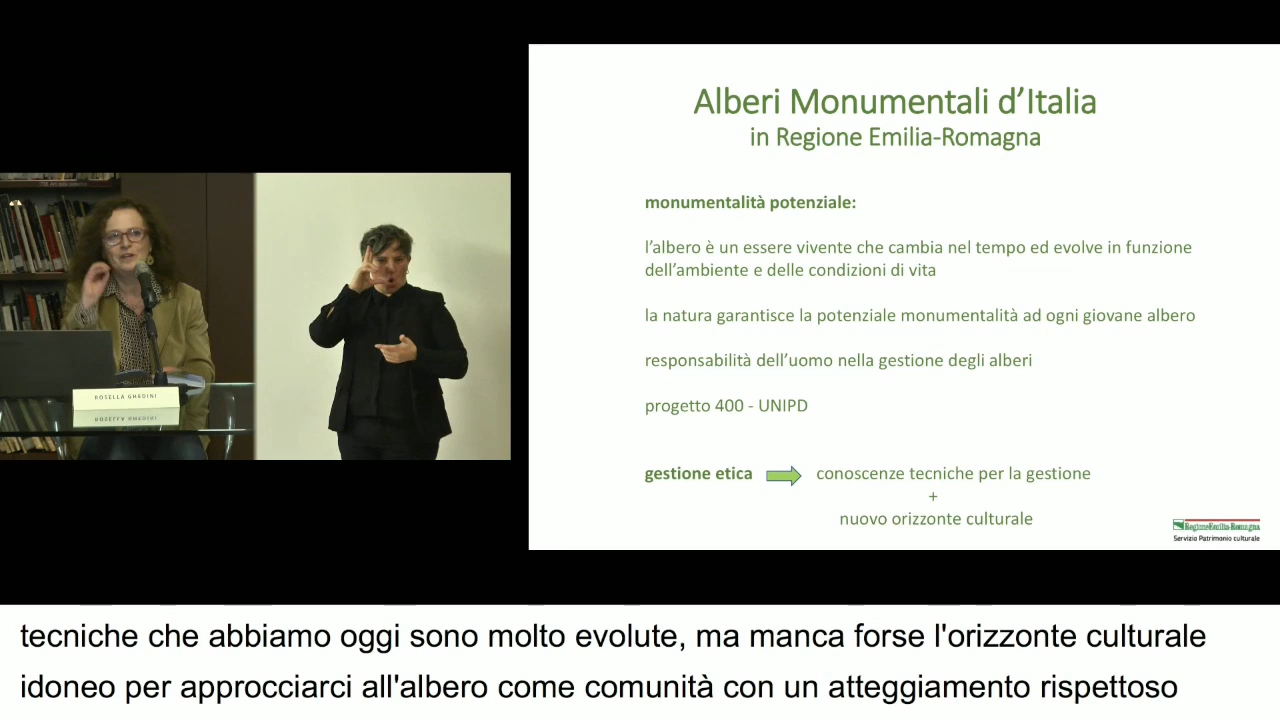 Alberi Monumentali d'Italia
in Regione Emilia-Romagna
monumentalità potenziale:
l'albero è un essere vivente che cambia nel tempo ed evolve in funzione
dell'ambiente e delle condizioni di vita
la natura garantisce la potenziale monumentalità ad ogni giovane albero
responsabilità dell'uomo nella gestione degli alberi
progetto 400 - UNIPD
gestione etica conoscenze tecniche per la gestione
+
nuovo orizzonte culturale
RegioneEmilia-Romagna
Servizio Patrimonio culturale
ROSELLA GHEDINI
tecniche che abbiamo oggi sono molto evolute, ma manca forse l'orizzonte culturale
idoneo per approcciarci all'albero come comunità con un atteggiamento rispettoso